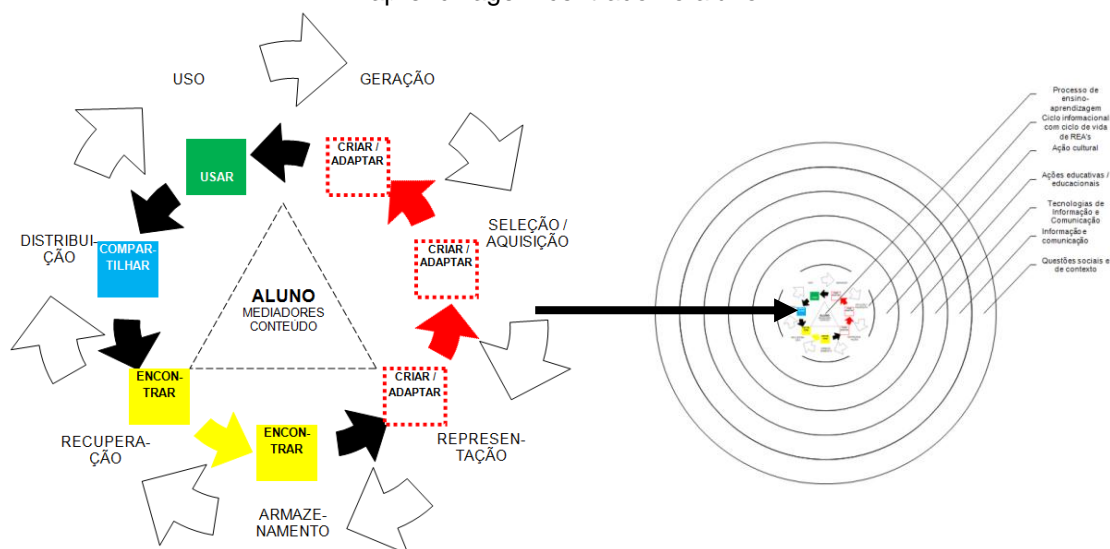 USO
GERAÇÃO
CRIAR /
ADAPTAR
USAR
SELEÇÃO /
AQUISIÇÃO
CRIAR /
ADAPTAR
DISTRIBUI-
ÇÃO
COMPAR-
TILHAR
ALUNO
MEDIADORES
CONTEÚDO
ENCON-
TRAR
CRIAR /
ADAPTAR
RECUPERA-
ÇÃO
ENCON-
TRAR
REPRESEN-
TAÇÃO
ARMAZE-
NAMENTO
Processo de
ensino-
aprendizagem
Ciclo informacional
com ciclo de vida
de REA's
Ação cultural
Ações educativas /
educacionais
Tecnologias de
Informação e
Comunicação
Informação e
comunicação
Questões sociais e
de contexto